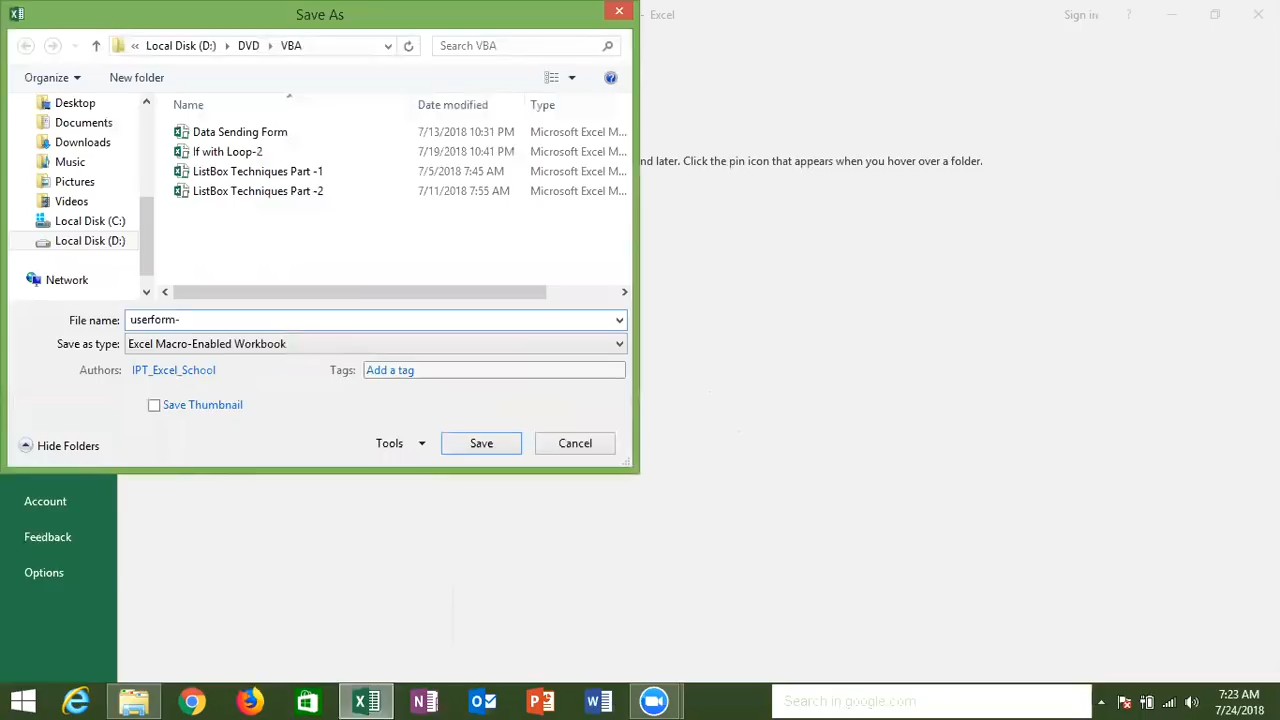 Save As
- Excel
Sign in
?
« Local Disk (D:) DVD VBA
Search VBA
Organize
New folder
Name
Date modified
Type
Desktop
Documents
Downloads
Music
Pictures
Videos
Local Disk (C:)
Local Disk (D:)
Network
Data Sending Form 7/13/2018 10:31 PM Microsoft Excel M...
If with Loop-2 7/19/2018 10:41 PM Microsoft Excel M...
ListBox Techniques Part -1 7/5/2018 7:45 AM Microsoft Excel M...
ListBox Techniques Part -2 7/11/2018 7:55 AM Microsoft Excel M...
nd later. Click the pin icon that appears when you hover over a folder.
File name: userform-
Save as type: Excel Macro-Enabled Workbook
Authors: IPT_Excel_School
Tags: Add a tag
Save Thumbnail
Hide Folders
Tools
Save
Cancel
Account
Feedback
Options
Search in google.com
7:23 AM
7/24/2018